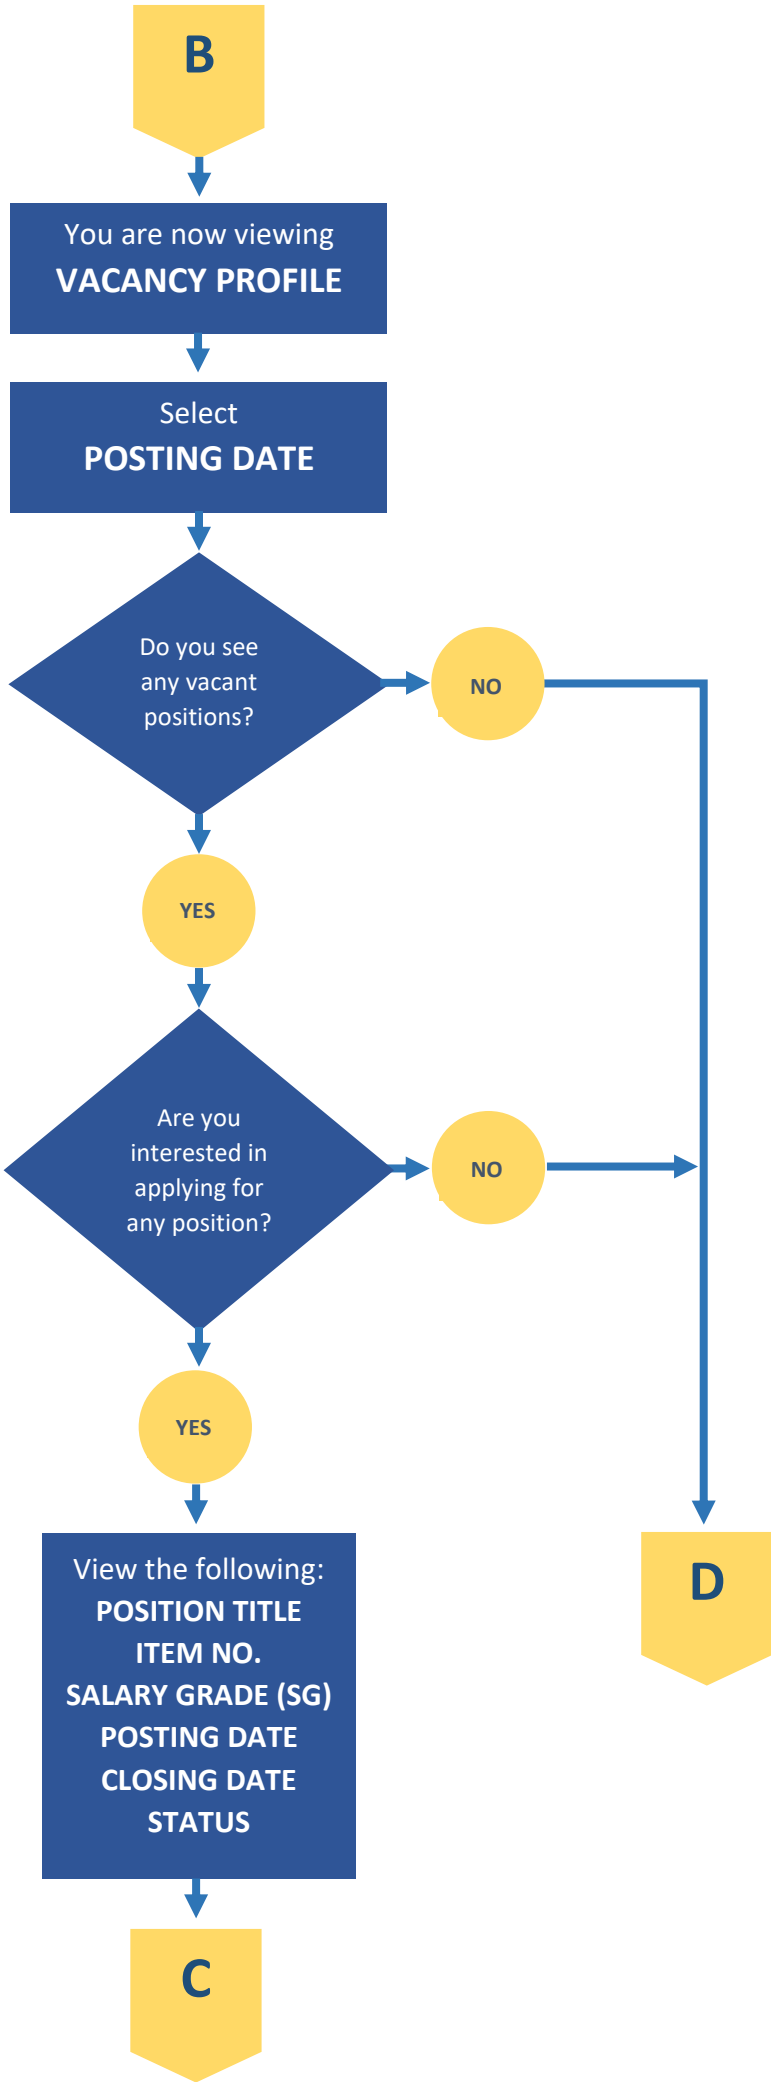 B
You are now viewing
VACANCY PROFILE
Select
POSTING DATE
Do you see
any vacant
positions?
NO
YES
Are you
interested in
applying for
any position?
NO
YES
View the following:
POSITION TITLE
ITEM NO.
SALARY GRADE (SG)
POSTING DATE
CLOSING DATE
STATUS
D
C